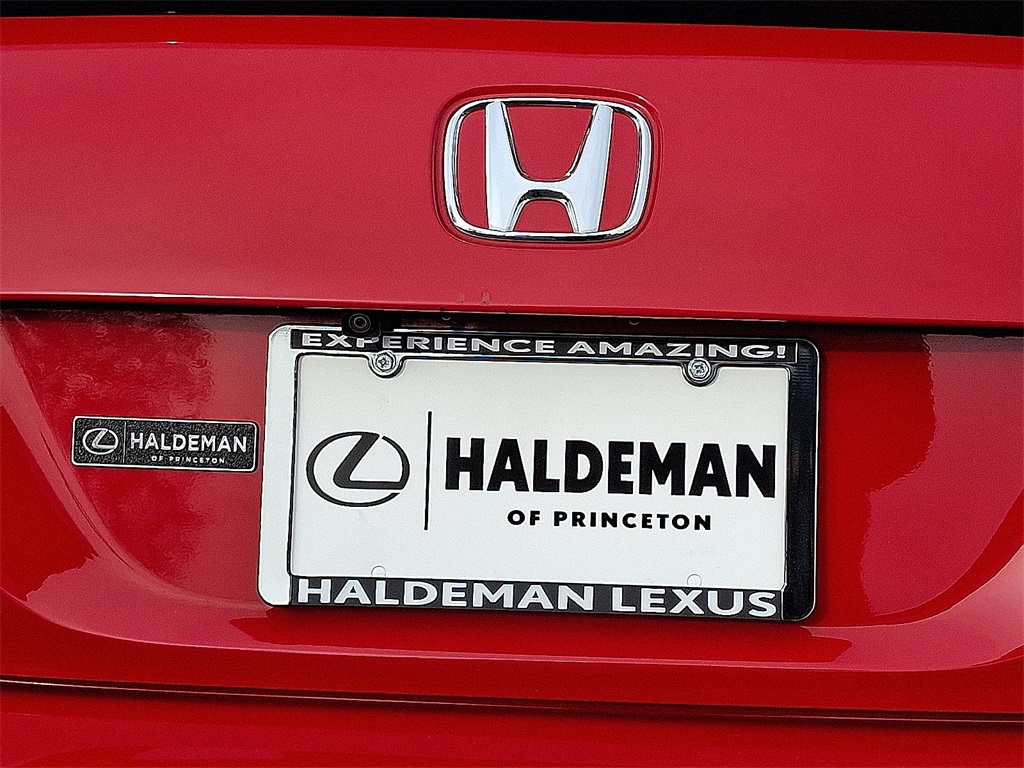 EXPERIENCE AMAZING!
HALDEMAN
OF PRINCETON
HALDEMAN
OF PRINCETON
HALDEMAN LEXUS